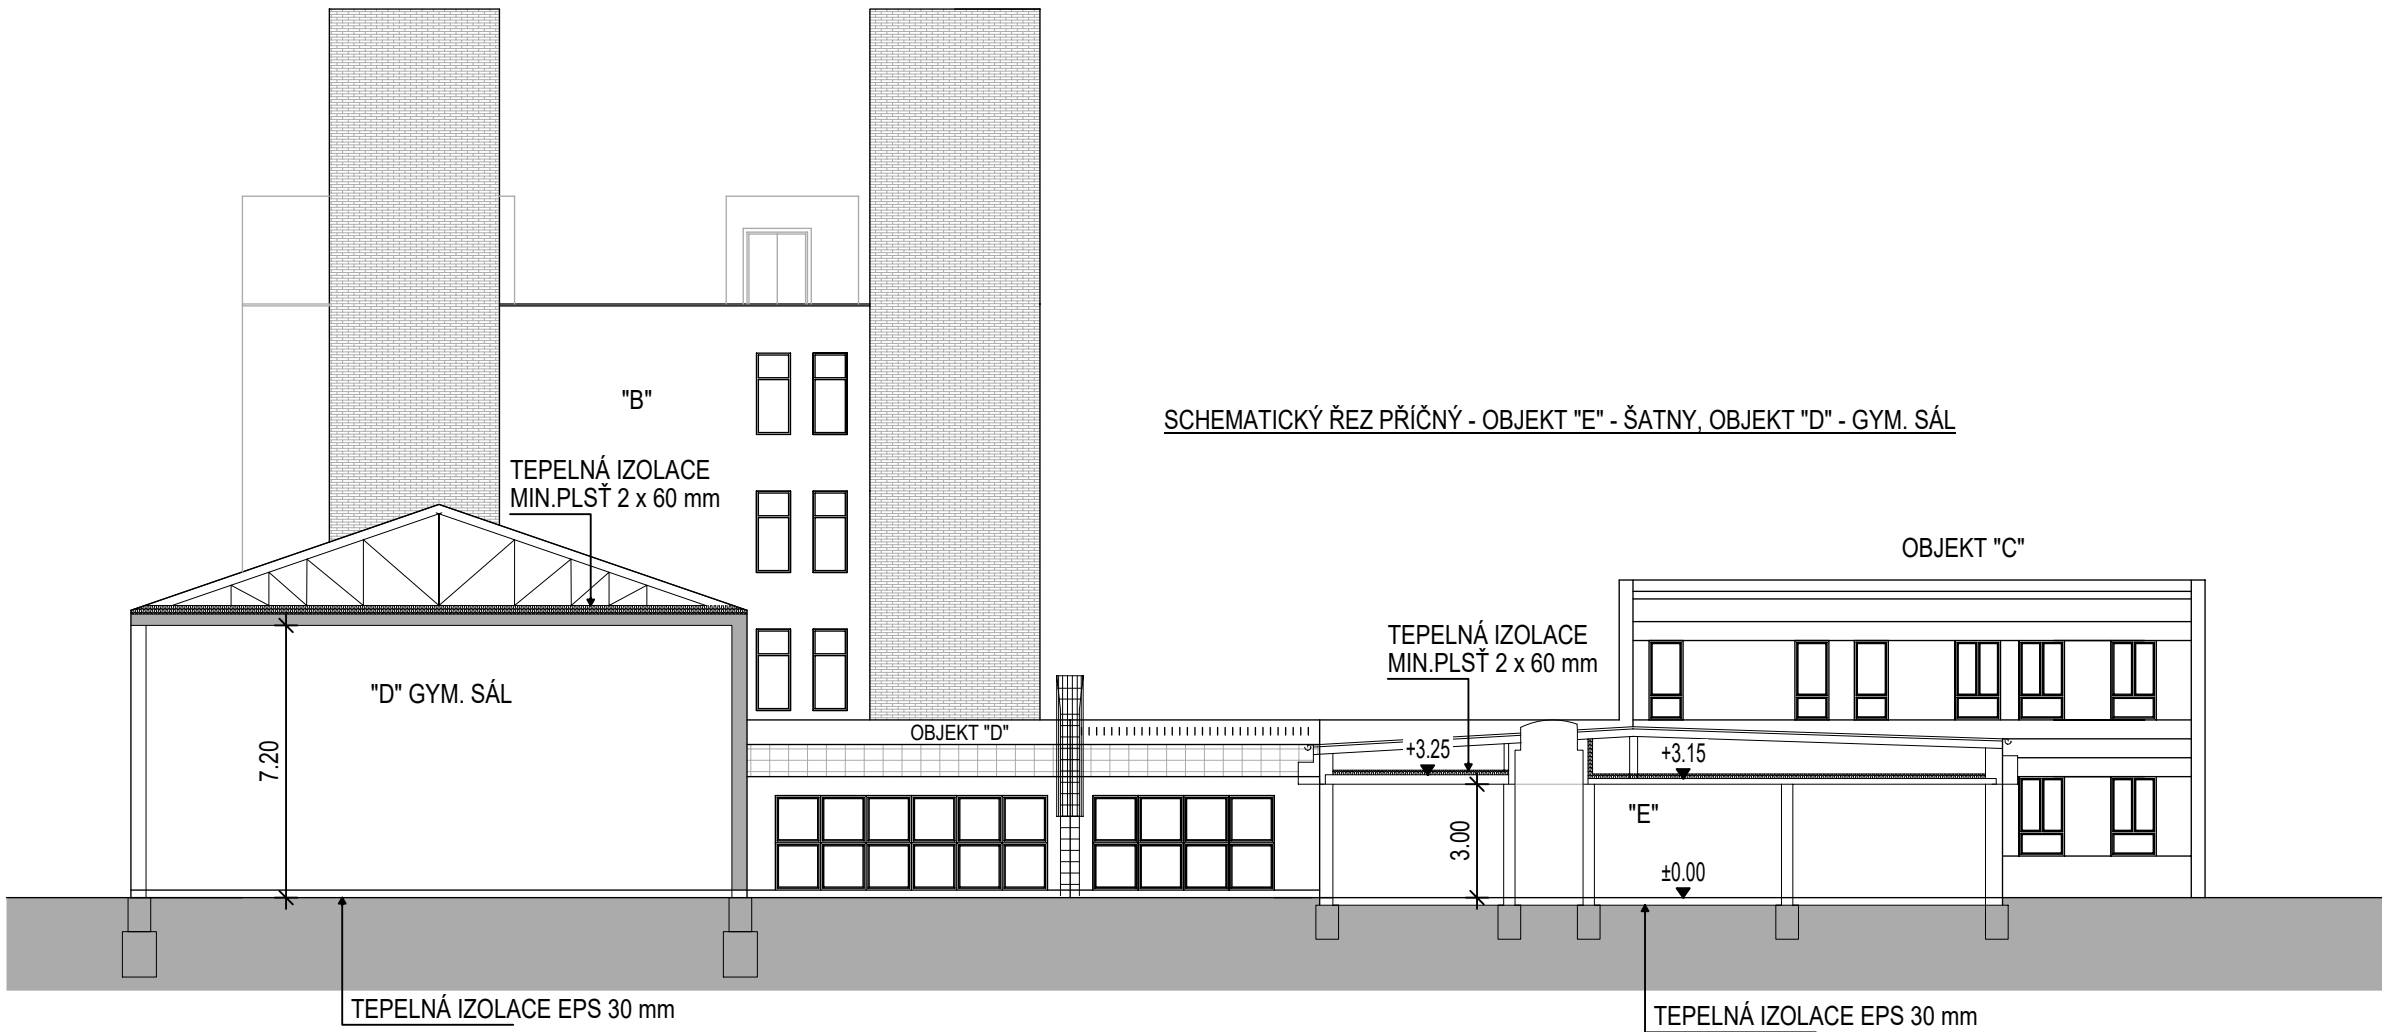 "B"
SCHEMATICKÝ ŘEZ PŘÍČNÝ - OBJEKT "E" - ŠATNY, OBJEKT "D" - GYM. SÁL
TEPELNÁ IZOLACE
MIN.PLSŤ 2 x 60 mm
OBJEKT "C"
TEPELNÁ IZOLACE
MIN.PLSŤ 2 x 60 mm
"D" GYM. SÁL
OBJEKT "D"
+3.25
+3.15
7.20
"E"
3.00
±0.00
TEPELNÁ IZOLACE EPS 30 mm
TEPELNÁ IZOLACE EPS 30 mm